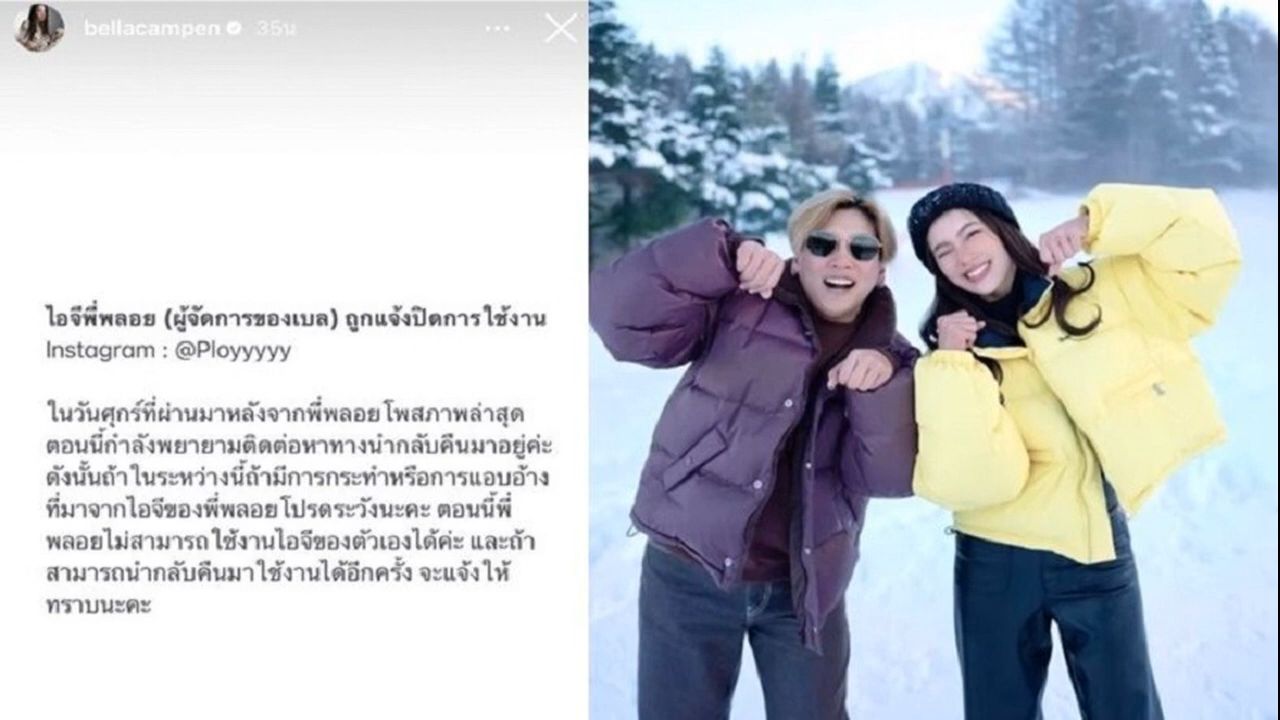 bellacampen 35น
ไอจีพี่พลอย (ผู้จัดการของเบล) ถูกแจ้งปิดการใช้งาน
Instagram : @Ployyyyy
ในวันศุกร์ที่ผ่านมาหลังจากพี่พลอยโพสภาพล่าสุด
ตอนนี้กำลังพยายามติดต่อหาทางนำกลับคืนมาอยู่ค่ะ
ดังนั้นถ้าในระหว่างนี้ถ้ามีการกระทำหรือการแอบอ้าง
ที่มาจากไอจีของพี่พลอยโปรดระวังนะคะ ตอนนี้พี่
พลอยไม่สามารถใช้งานไอจีของตัวเองได้ค่ะ และถ้า
สามารถนำกลับคืนมาใช้งานได้อีกครั้ง จะแจ้งให้
ทราบนะคะ